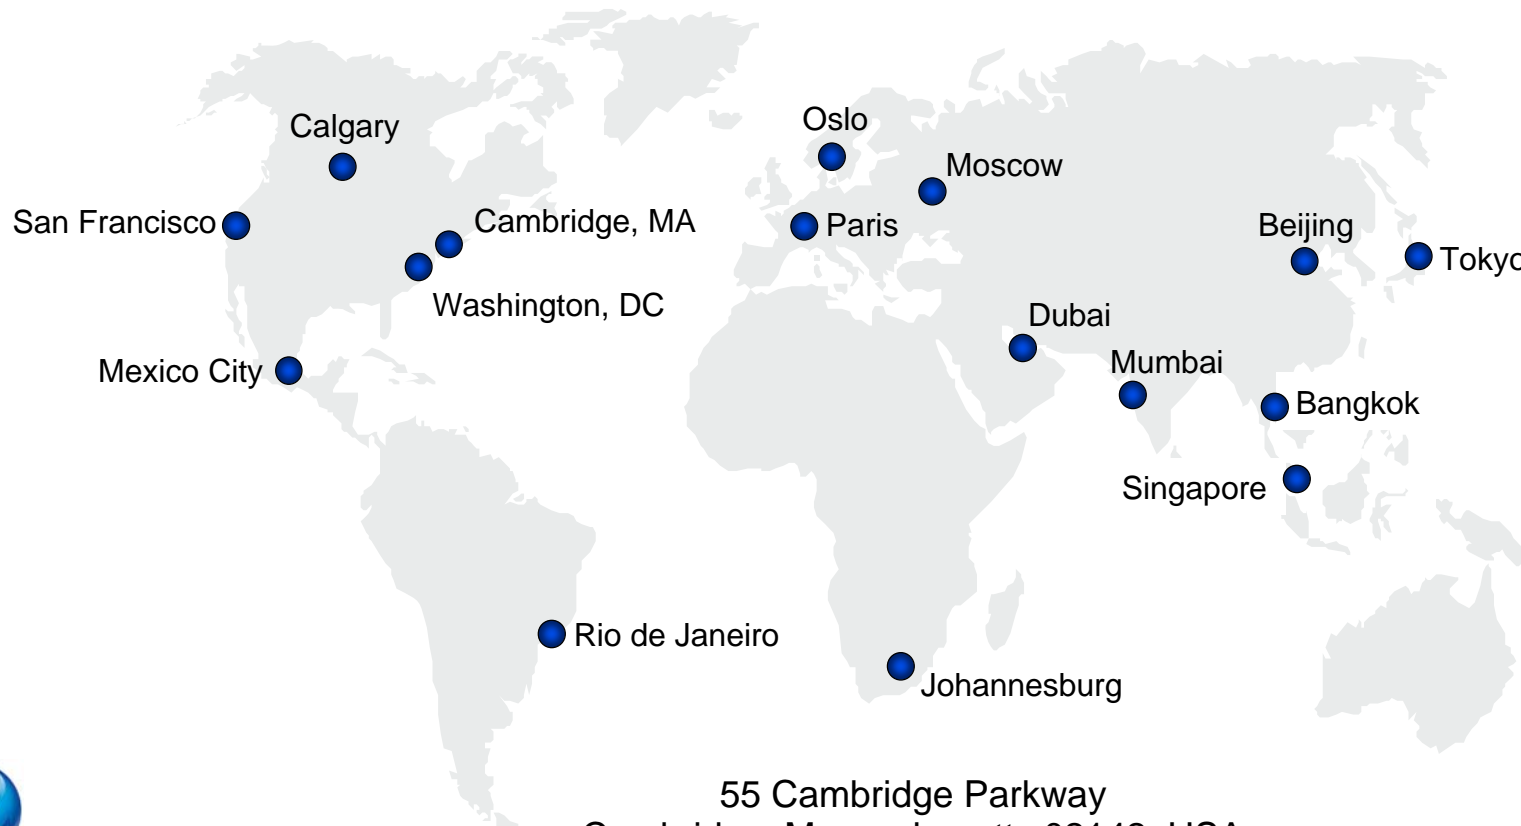 Calgary
Oslo
Moscow
San Francisco
Cambridge, MA
Paris
Beijing
Tokyo
Washington, DC
Dubai
Mumbai
Mexico City
Bangkok
Singapore
Rio de Janeiro
Johannesburg
55 Cambridge Parkway